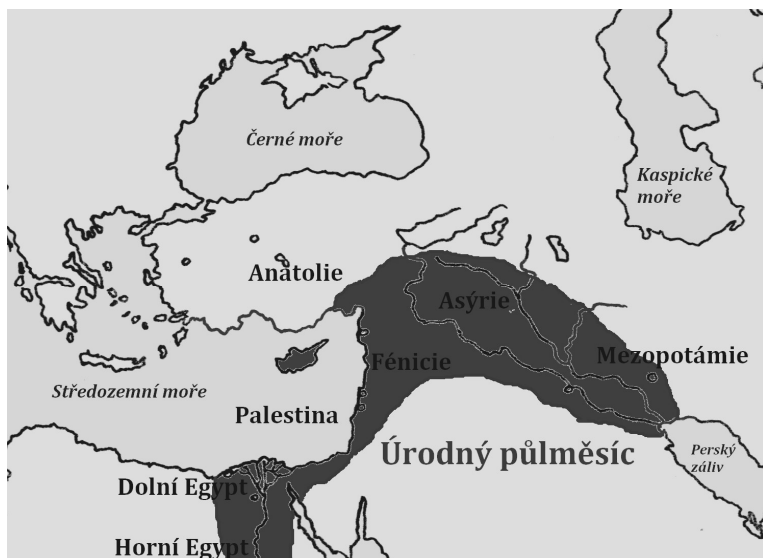 Černé moře
Kaspické
moře
Anatolie
Asýrie
Fénicie
Mezopotámie
Středozemní moře
Palestina
Úrodný půlměsíc
Perský
záliv
Dolní Egypt
Horní Egypt